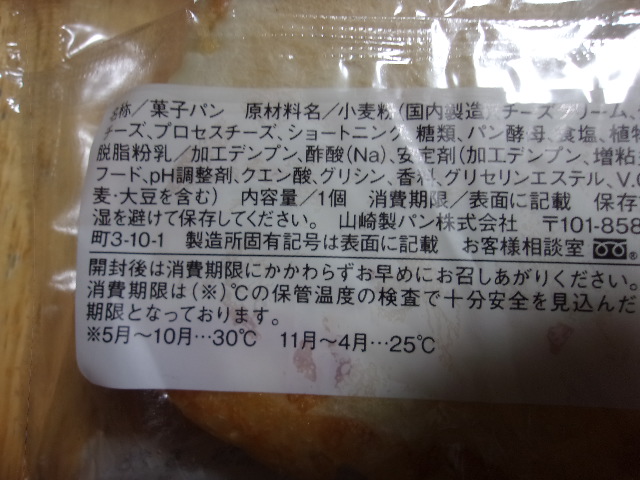 名称／菓子パン 原材料名／小麦粉(国内製造)、チーズクリーム、
チーズ、プロセスチーズ、ショートニング、糖類、パン酵母、食塩、植
脱脂粉乳／加工デンプン、酢酸(Na)、安定剤(加工デンプン、増粘
フード、pH調整剤、クエン酸、グリシン、香料、グリセリンエステル、V.C
麦・大豆を含む) 内容量／1個 消費期限／表面に記載 保存
湿を避けて保存してください。 山崎製パン株式会社 〒101-858
町3-10-1 製造所固有記号は表面に記載 お客様相談室
開封後は消費期限にかかわらずお早めにお召しあがりください。
消費期限は(※)℃の保管温度の検査で十分安全を見込んだ
期限となっております。
※5月〜10月…30℃ 11月〜4月…25℃